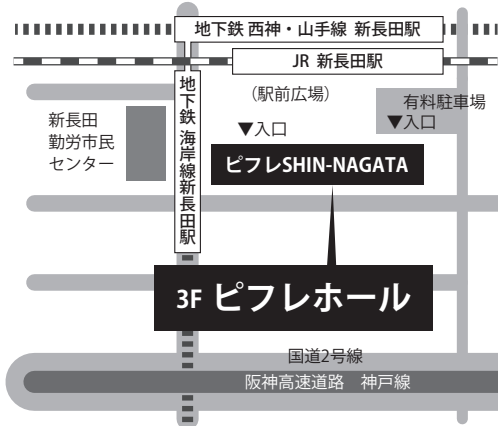 地下鉄 西神・山手線 新長田駅
JR 新長田駅
(駅前広場)
有料駐車場
▼入口
▼入口
新長田
勤労市民
センター
地下鉄 海岸線新長田駅
ピフレSHIN-NAGATA
3F ピフレホール
国道2号線
阪神高速道路 神戸線